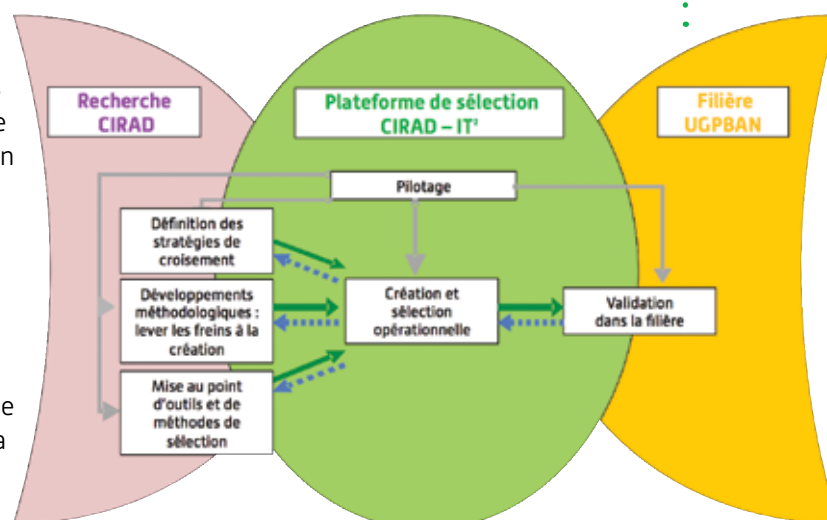 e
n
e
a
Recherche
CIRAD
Plateforme de sélection
CIRAD – IT²
Filière
UGPBAN
Pilotage
Définition des
stratégies de
croisement
Développements
méthodologiques :
lever les freins à la
création
Mise au point
d'outils et de
méthodes de
sélection
Création et
sélection
opérationnelle
Validation
dans la filière